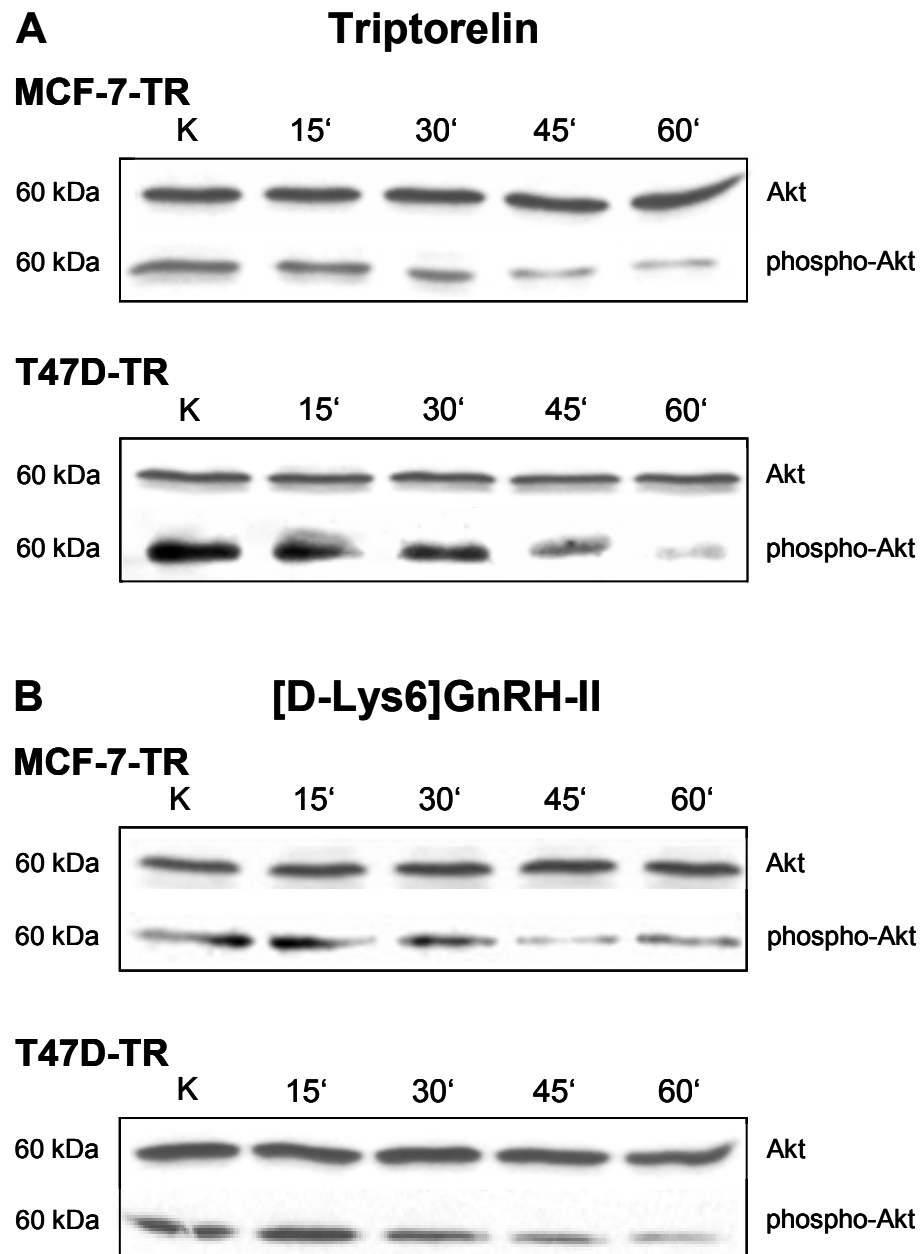 A Triptorelin
MCF-7-TR
K 15‘ 30‘ 45‘ 60‘
60 kDa Akt
60 kDa phospho-Akt
T47D-TR
K 15‘ 30‘ 45‘ 60‘
60 kDa Akt
60 kDa phospho-Akt
B [D-Lys6]GnRH-II
MCF-7-TR
K 15‘ 30‘ 45‘ 60‘
60 kDa Akt
60 kDa phospho-Akt
T47D-TR
K 15‘ 30‘ 45‘ 60‘
60 kDa Akt
60 kDa phospho-Akt